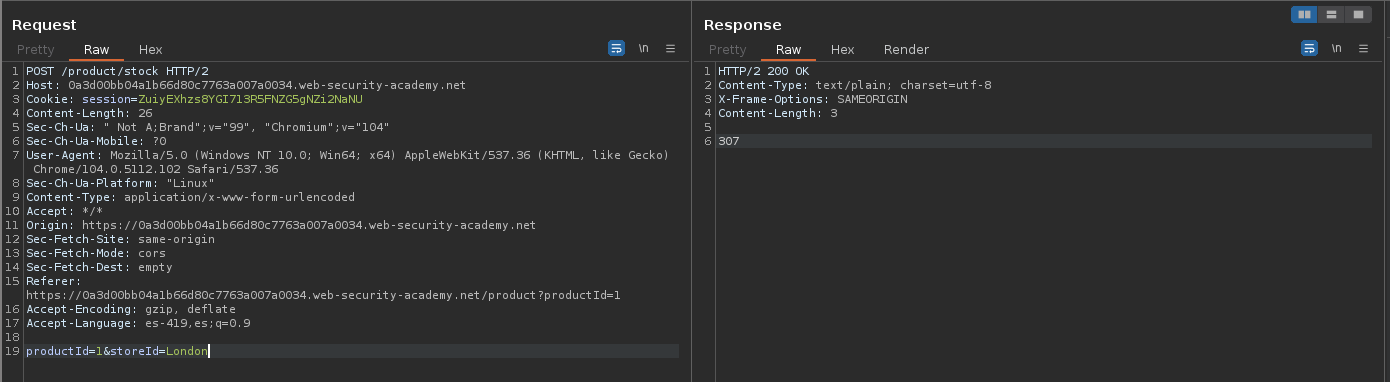 Request
Pretty Raw Hex \n
1 POST /product/stock HTTP/2
2 Host: 0a3d00bb04a1b66d80c7763a007a0034.web-security-academy.net
3 Cookie: session=ZuiyEXhzs8YGI7l3R5FNZG5gNZi2NaNU
4 Content-Length: 26
5 Sec-Ch-Ua: " Not A;Brand";v="99", "Chromium";v="104"
6 Sec-Ch-Ua-Mobile: ?0
7 User-Agent: Mozilla/5.0 (Windows NT 10.0; Win64; x64) AppleWebKit/537.36 (KHTML, like Gecko)
Chrome/104.0.5112.102 Safari/537.36
8 Sec-Ch-Ua-Platform: "Linux"
9 Content-Type: application/x-www-form-urlencoded
10 Accept: */*
11 Origin: https://0a3d00bb04a1b66d80c7763a007a0034.web-security-academy.net
12 Sec-Fetch-Site: same-origin
13 Sec-Fetch-Mode: cors
14 Sec-Fetch-Dest: empty
15 Referer:
https://0a3d00bb04a1b66d80c7763a007a0034.web-security-academy.net/product?productId=1
16 Accept-Encoding: gzip, deflate
17 Accept-Language: es-419,es;q=0.9
18
19 productId=1&storeId=London
Response
Pretty Raw Hex Render \n
1 HTTP/2 200 OK
2 Content-Type: text/plain; charset=utf-8
3 X-Frame-Options: SAMEORIGIN
4 Content-Length: 3
5
6 307